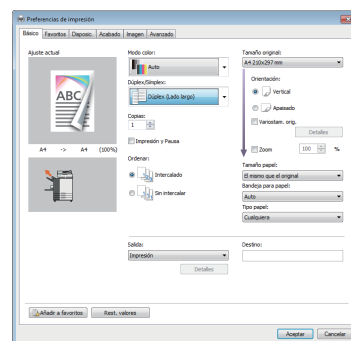 Preferencias de impresión
Básico Favoritos Disposic. Acabado Imagen Avanzado
Ajuste actual
ABC
A4 -> A4 (100%)
Modo color:
Auto
Dúplex/Símplex:
Dúplex (Lado largo)
Copias:
1
Impresión y Pausa
Ordenar:
Intercalado
Sin intercalar
Salida:
Impresión
Detalles
Tamaño original:
A4 210x297 mm
Orientación:
Vertical
Apaisado
Variostam. orig.
Detalles
Zoom 100 %
Tamaño papel:
El mismo que el original
Bandeja para papel:
Auto
Tipo papel:
Cualquiera
Destino:
Añadir a favoritos Rest. valores
Aceptar Cancelar